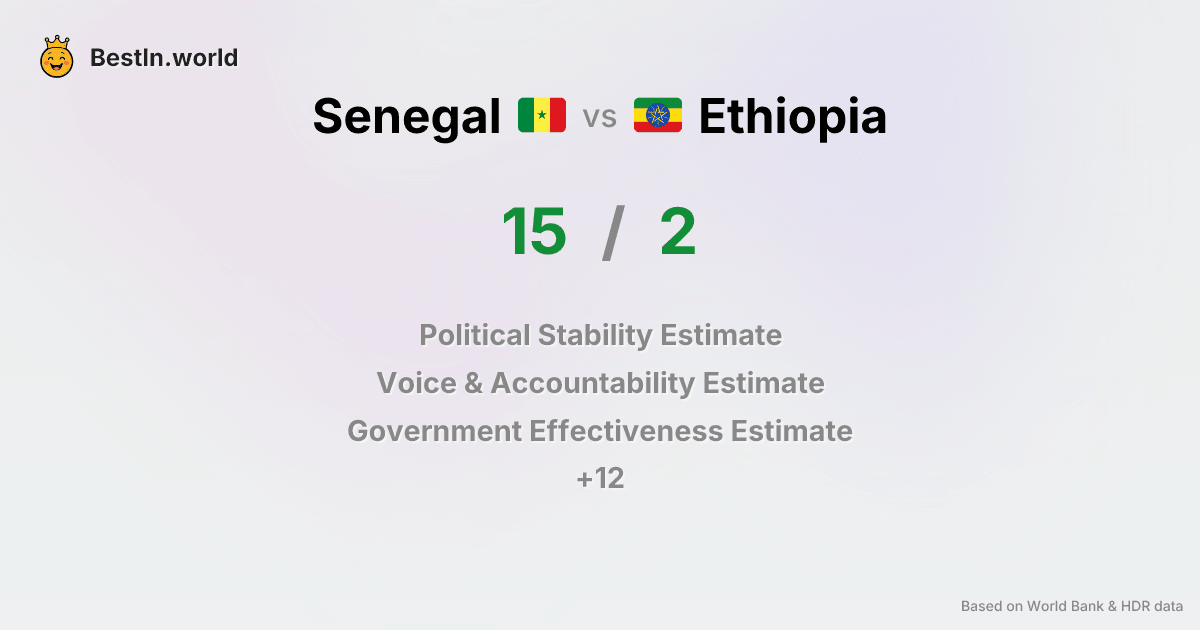 BestIn.world
Senegal vs Ethiopia
15 / 2
Political Stability Estimate
Voice & Accountability Estimate
Government Effectiveness Estimate
+12
Based on World Bank & HDR data